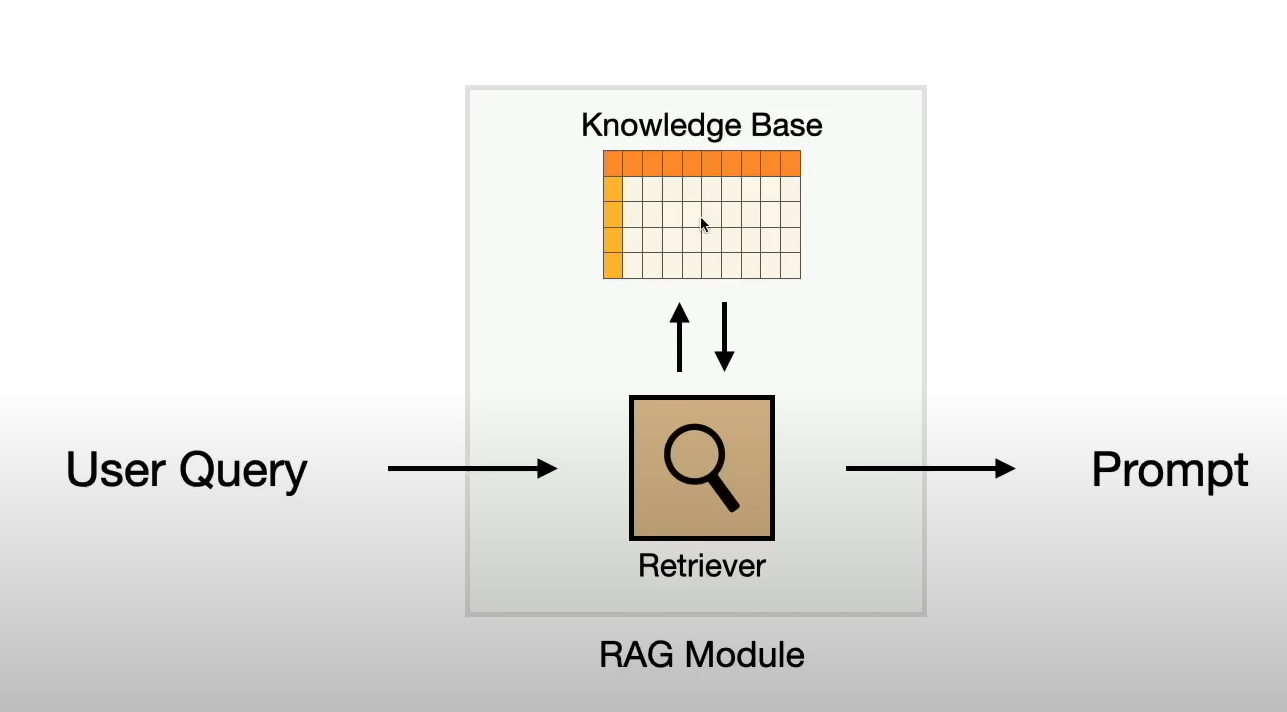 Knowledge Base
User Query
Prompt
Retriever
RAG Module